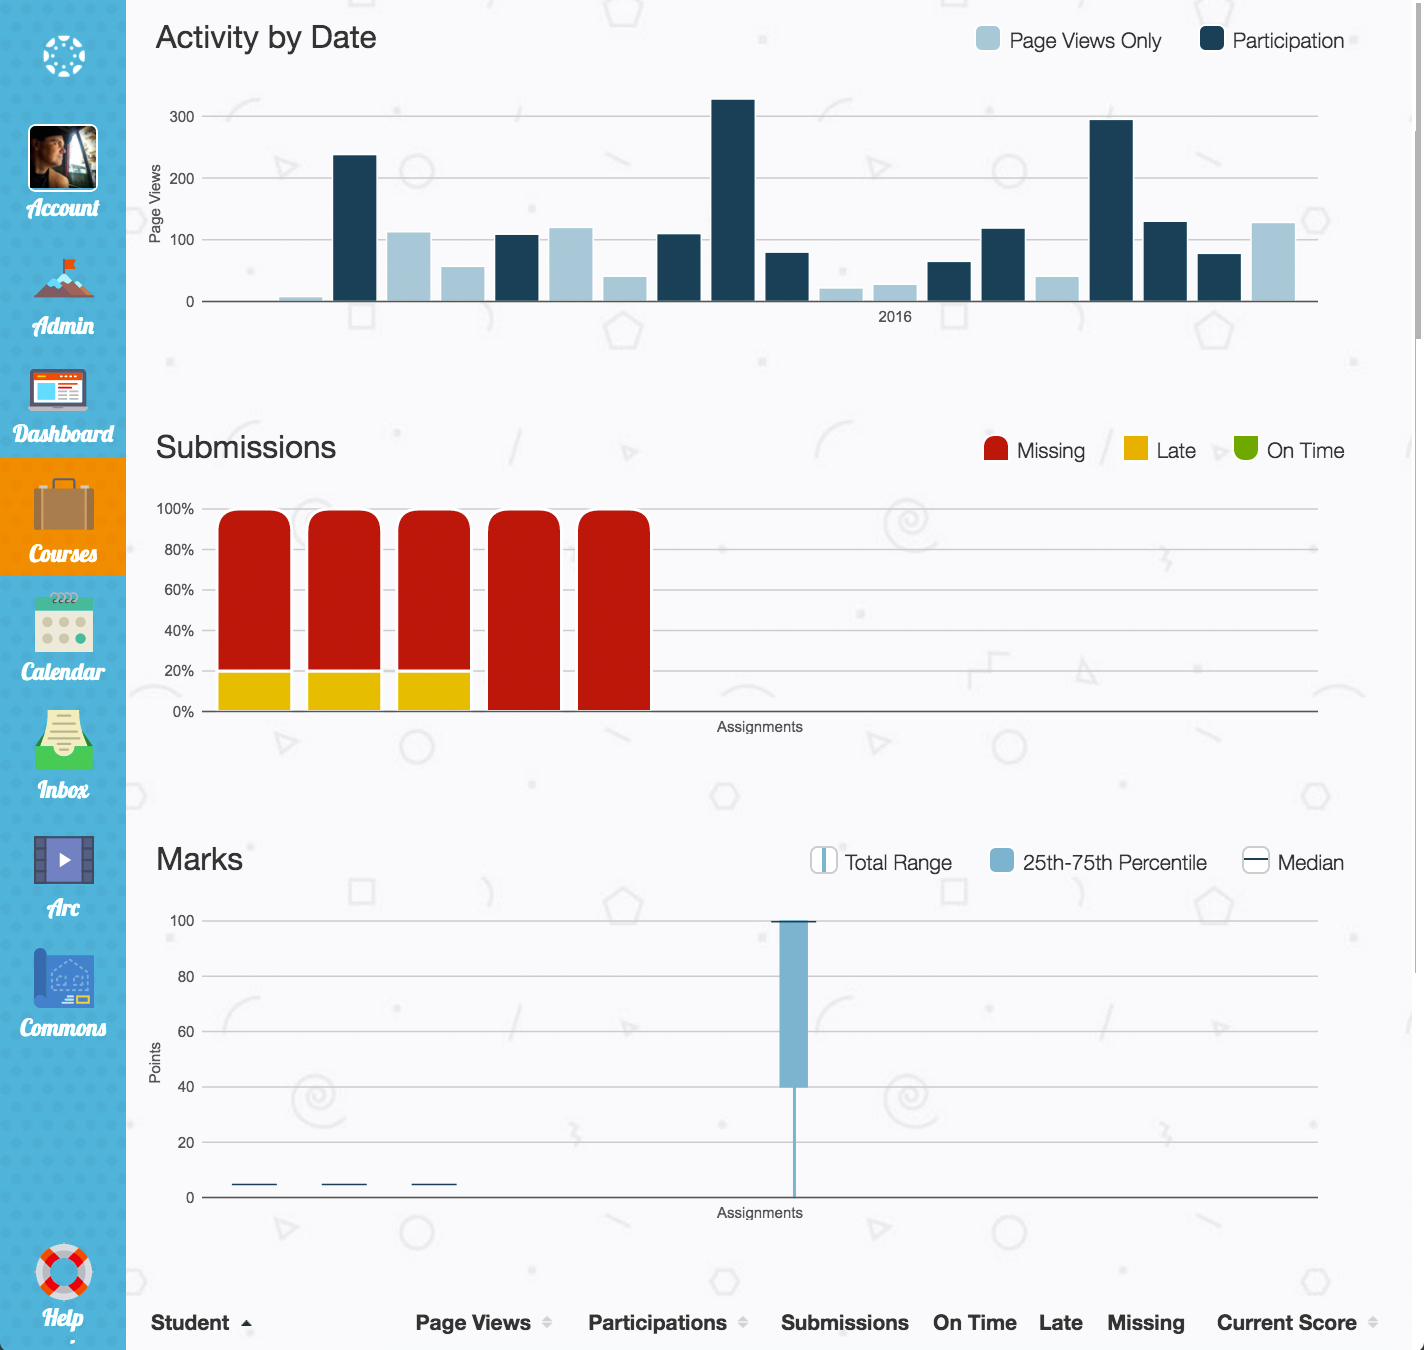 Account
Admin
Dashboard
Courses
Calendar
Inbox
Arc
Commons
Help
Activity by Date
Page Views Only
Participation
Page Views
300
200
100
0
2016
Submissions
Missing
Late
On Time
100%
80%
60%
40%
20%
0%
Assignments
Marks
Total Range
25th-75th Percentile
Median
Points
100
80
60
40
20
0
Assignments
Student Page Views Participations Submissions On Time Late Missing Current Score